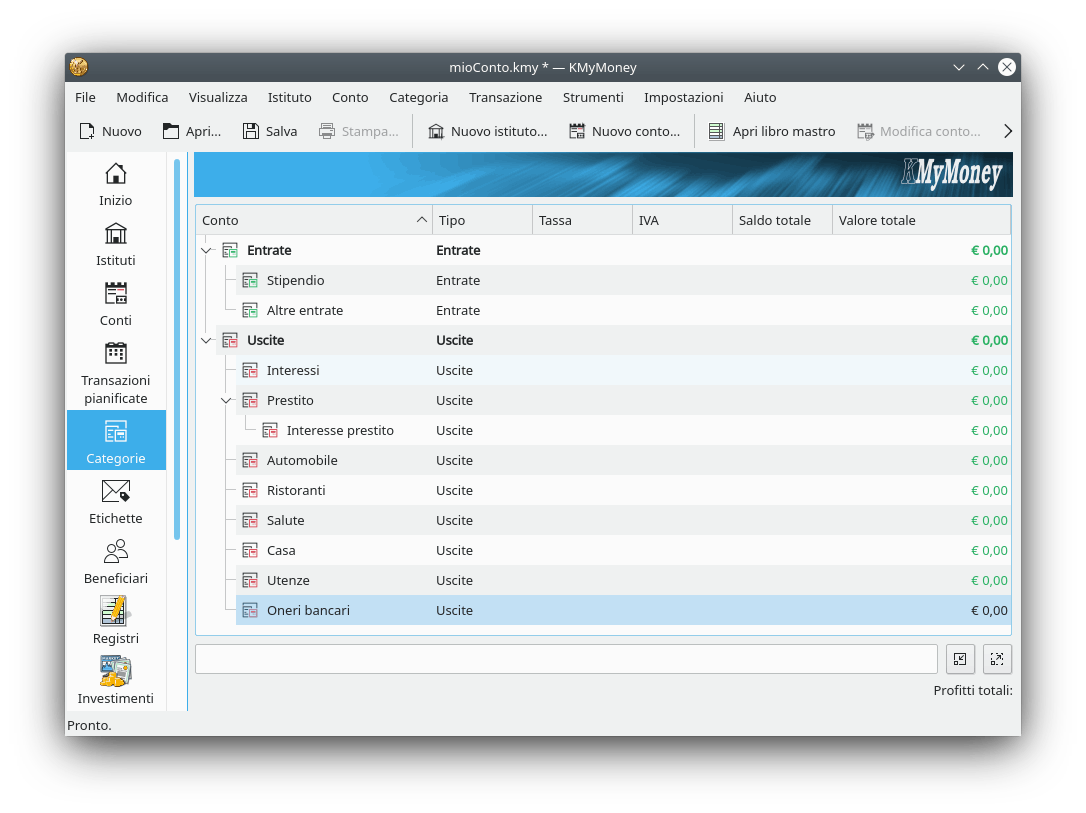 mioConto.kmy * — KMyMoney
File Modifica Visualizza Istituto Conto Categoria Transazione Strumenti Impostazioni Aiuto
Nuovo Apri... Salva Stampa... Nuovo istituto... Nuovo conto... Apri libro mastro Modifica conto...
Inizio
Istituti
Conti
Transazioni
pianificate
Categorie
Etichette
Beneficiari
Registri
Investimenti
KMyMoney
Conto Tipo Tassa IVA Saldo totale Valore totale
Entrate Entrate € 0,00
Stipendio Entrate € 0,00
Altre entrate Entrate € 0,00
Uscite Uscite € 0,00
Interessi Uscite € 0,00
Prestito Uscite € 0,00
Interesse prestito Uscite € 0,00
Automobile Uscite € 0,00
Ristoranti Uscite € 0,00
Salute Uscite € 0,00
Casa Uscite € 0,00
Utenze Uscite € 0,00
Oneri bancari Uscite € 0,00
Profitti totali:
Pronto.